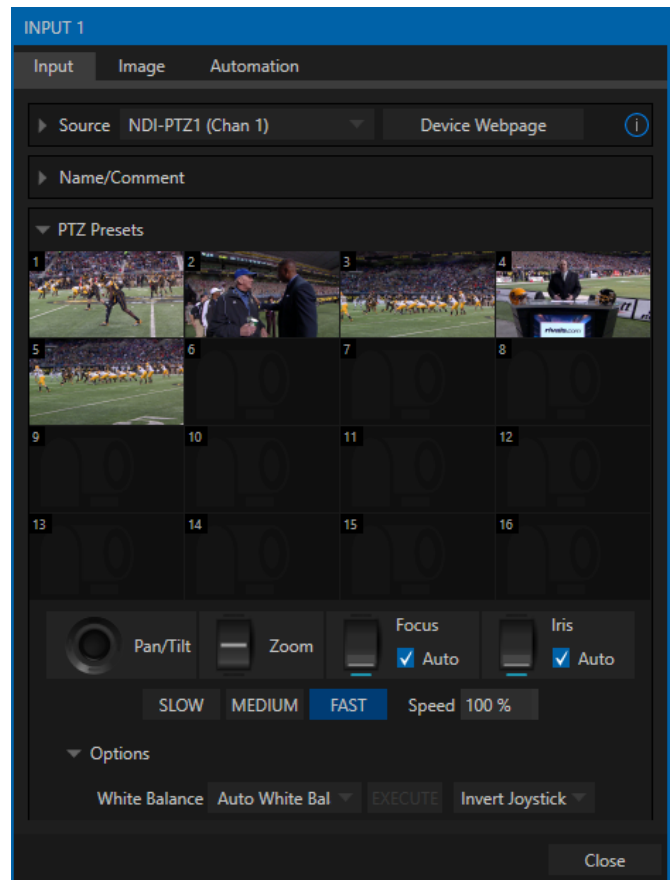 INPUT 1
Input Image Automation
Source NDI-PTZ1 (Chan 1) Device Webpage i
Name/Comment
PTZ Presets
1 2 3 4
rivals.com
5 6 7 8
9 10 11 12
13 14 15 16
Pan/Tilt Zoom Focus Auto Iris Auto
SLOW MEDIUM FAST Speed 100 %
Options
White Balance Auto White Bal EXECUTE Invert Joystick
Close